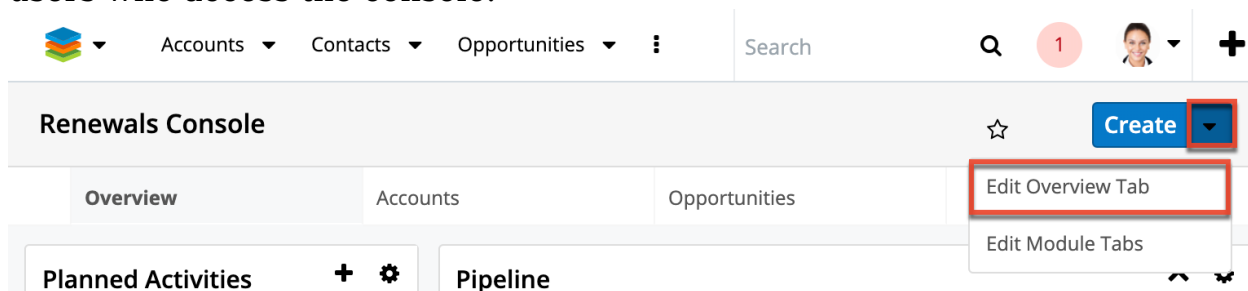 users who access the console.
Accounts Contacts Opportunities Search 1
Renewals Console Create
Edit Overview Tab
Overview Accounts Opportunities
Edit Module Tabs
Planned Activities Pipeline